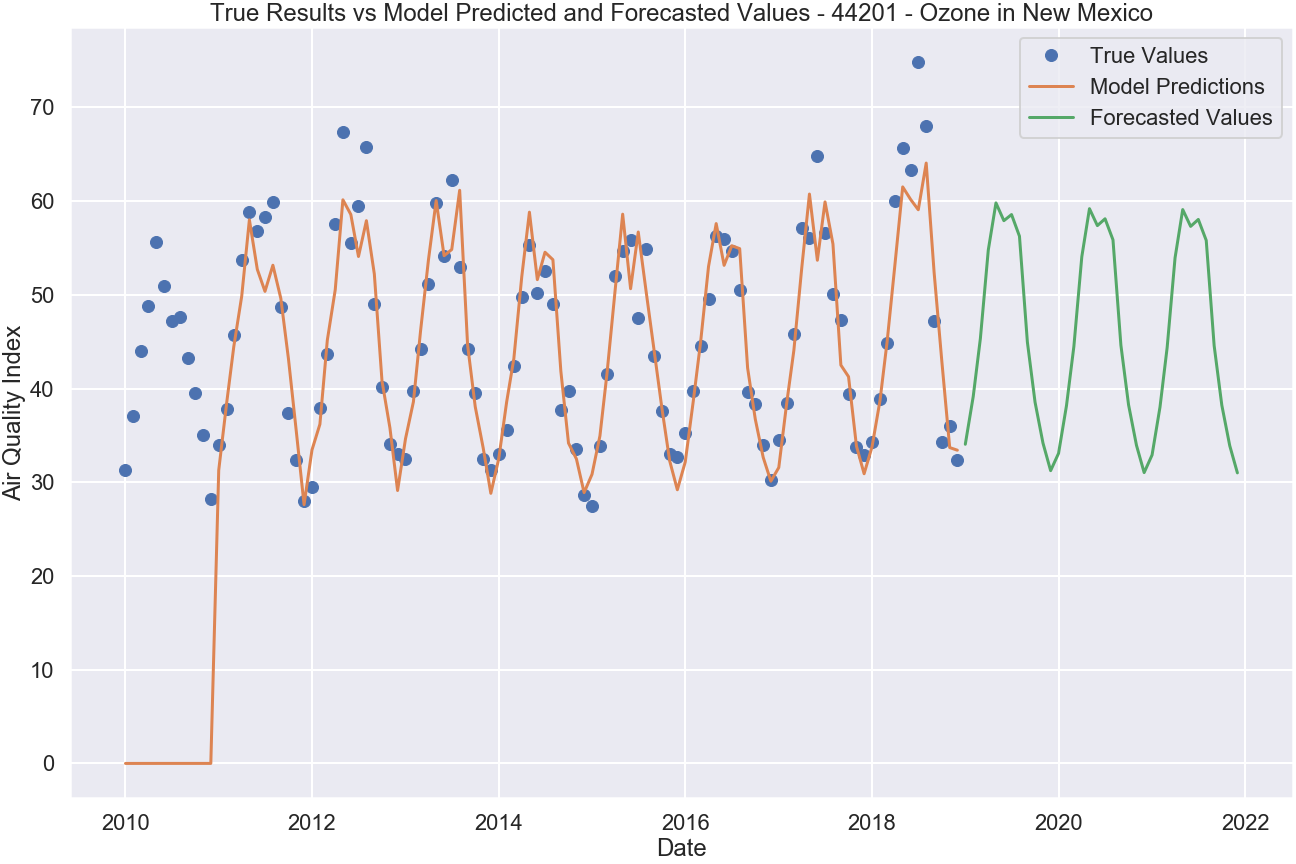 True Results vs Model Predicted and Forecasted Values - 44201 - Ozone in New Mexico
True Values
Model Predictions
Forecasted Values
Air Quality Index
70
60
50
40
30
20
10
0
2010 2012 2014 2016 2018 2020 2022
Date